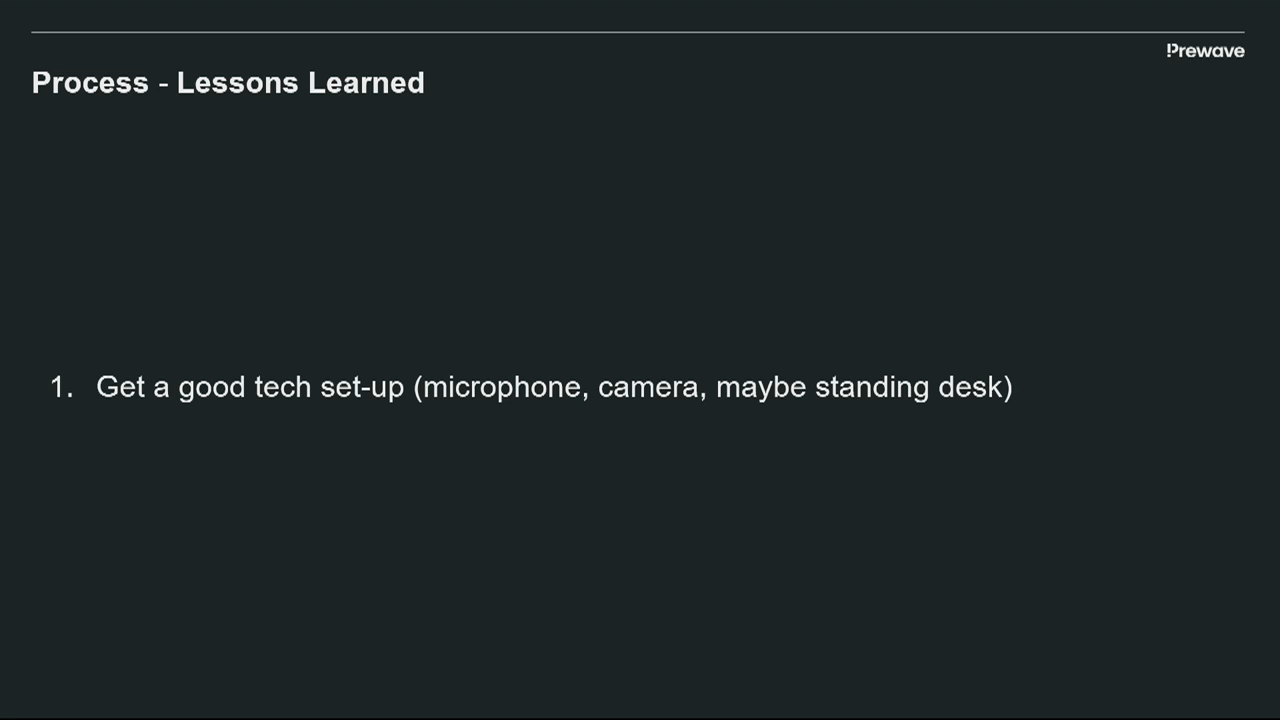 Prewave
Process - Lessons Learned
1. Get a good tech set-up (microphone, camera, maybe standing desk)